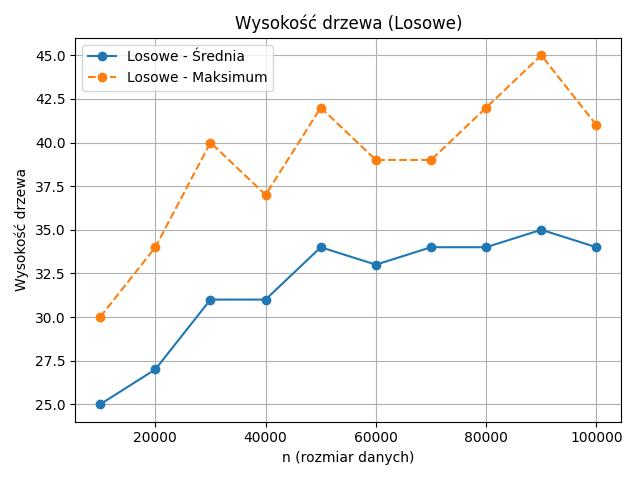 Wysokość drzewa (Losowe)
Losowe - Średnia
Losowe - Maksimum
Wysokość drzewa
45.0
42.5
40.0
37.5
35.0
32.5
30.0
27.5
25.0
20000 40000 60000 80000 100000
n (rozmiar danych)